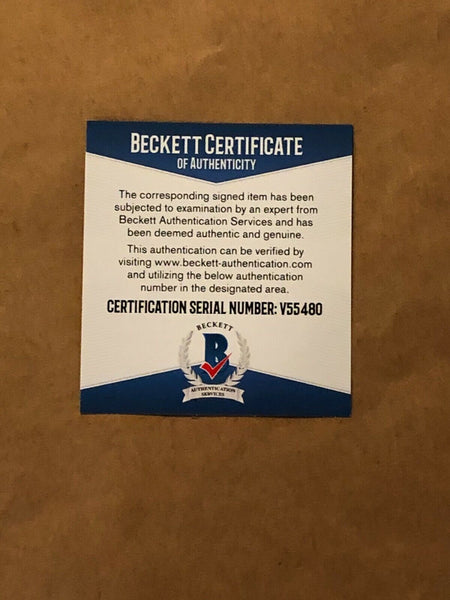 BECKETT CERTIFICATE
OF AUTHENTICITY
The corresponding signed item has been
subjected to examination by an expert from
Beckett Authentication Services and has
been deemed authentic and genuine.
This authentication can be verified by
visiting www.beckett-authentication.com
and utilizing the below authentication
number in the designated area.
CERTIFICATION SERIAL NUMBER: V55480
BECKETT
B
AUTHENTICATION
SERVICES